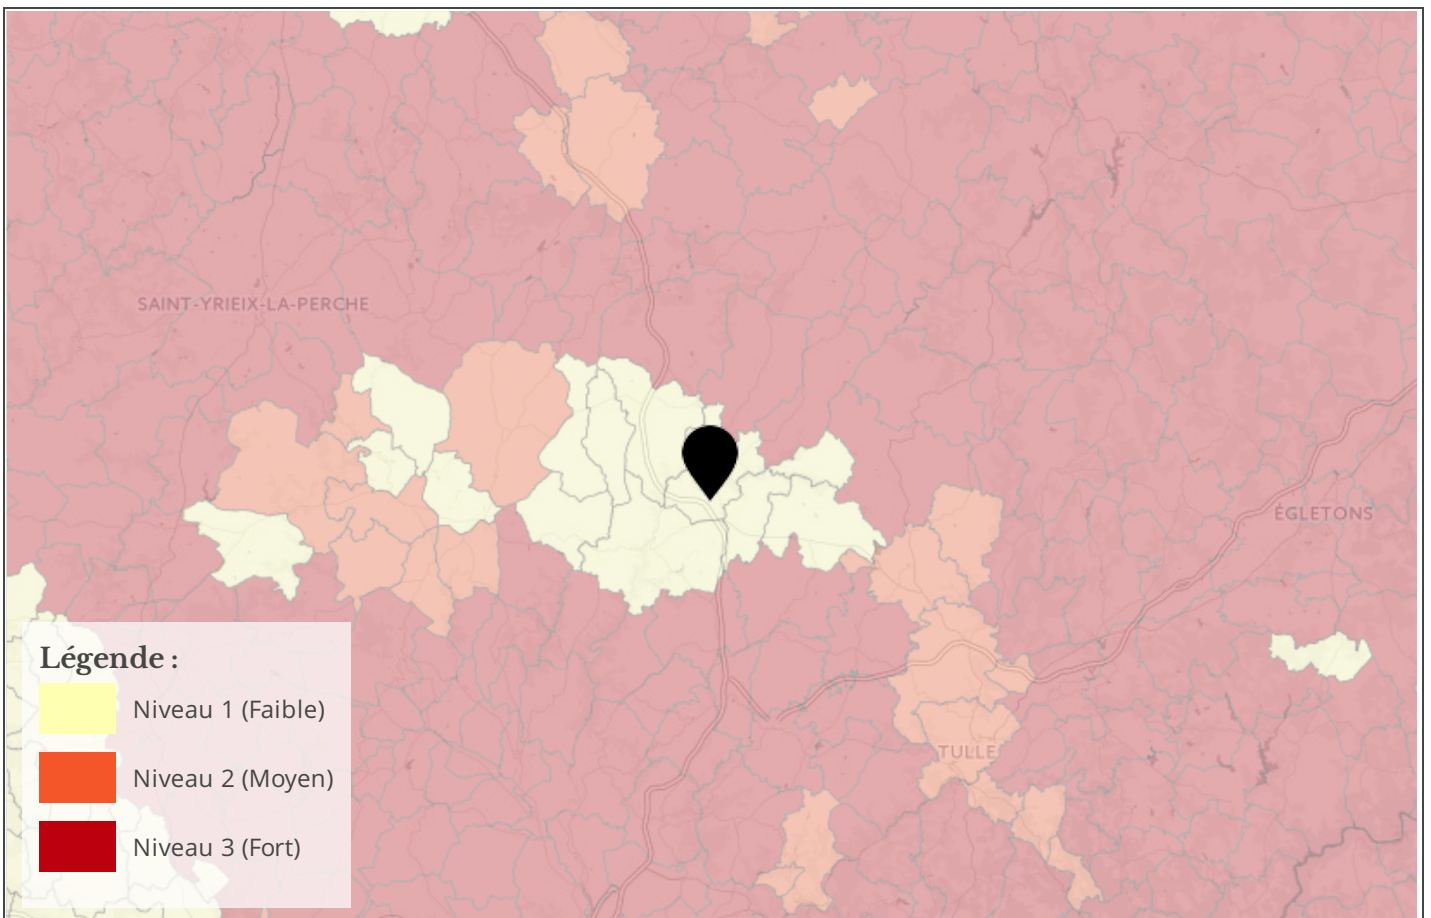 SAINT-YRIEIX-LA-PERCHE
ÉGLETONS
TULLE
Légende :
Niveau 1 (Faible)
Niveau 2 (Moyen)
Niveau 3 (Fort)